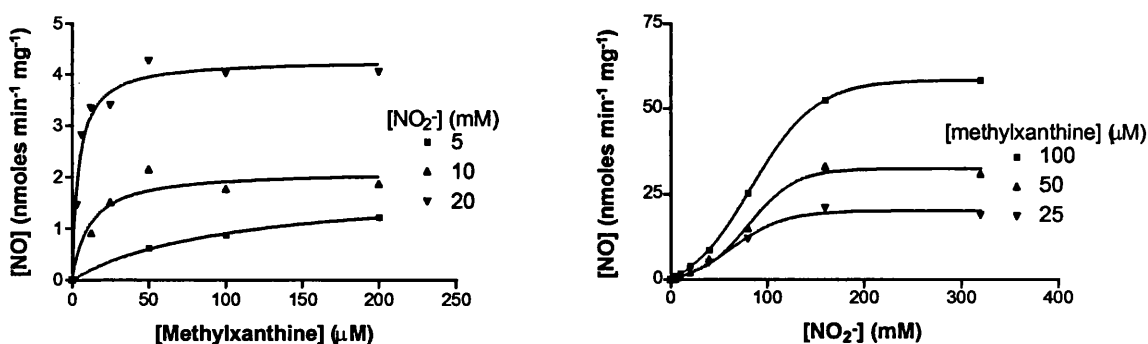 [NO] (nmoles min-1 mg-1)
5
4
3
2
1
0
0 50 100 150 200 250
[Methylxanthine] (μM)
[NO2-] (mM)
5
10
20
[NO] (nmoles min-1 mg-1)
75
50
25
0
0 100 200 300 400
[NO2-] (mM)
[methylxanthine] (μM)
100
50
25